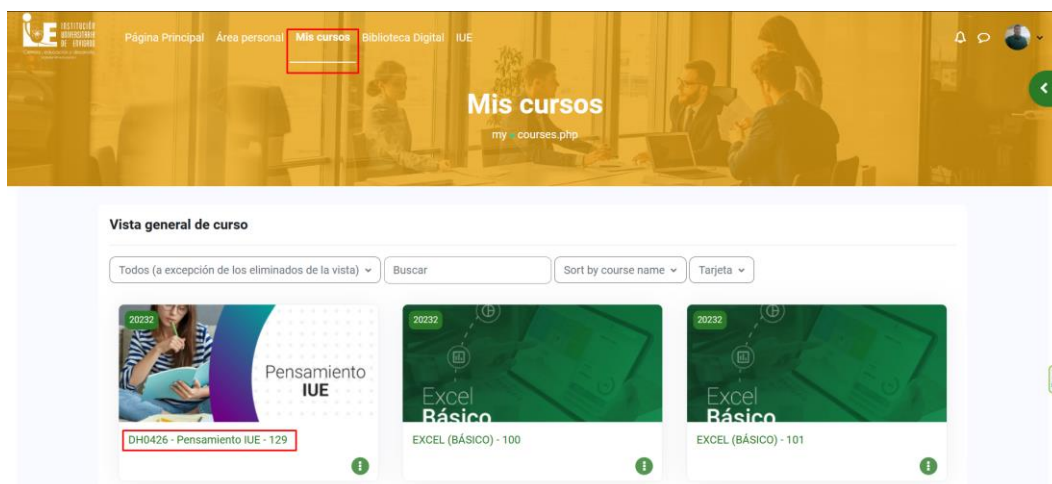 INSTITUCIÓN
UNIVERSITARIA
DE ENVIGADO
Página Principal Área personal Mis cursos Biblioteca Digital IUE
Mis cursos
my courses.php
Vista general de curso
Todos (a excepción de los eliminados de la vista) Buscar Sort by course name Tarjeta
20232
Pensamiento
IUE
DH0426 - Pensamiento IUE - 129
20232
Excel
Básico
EXCEL (BÁSICO) - 100
20232
Excel
Básico
EXCEL (BÁSICO) - 101